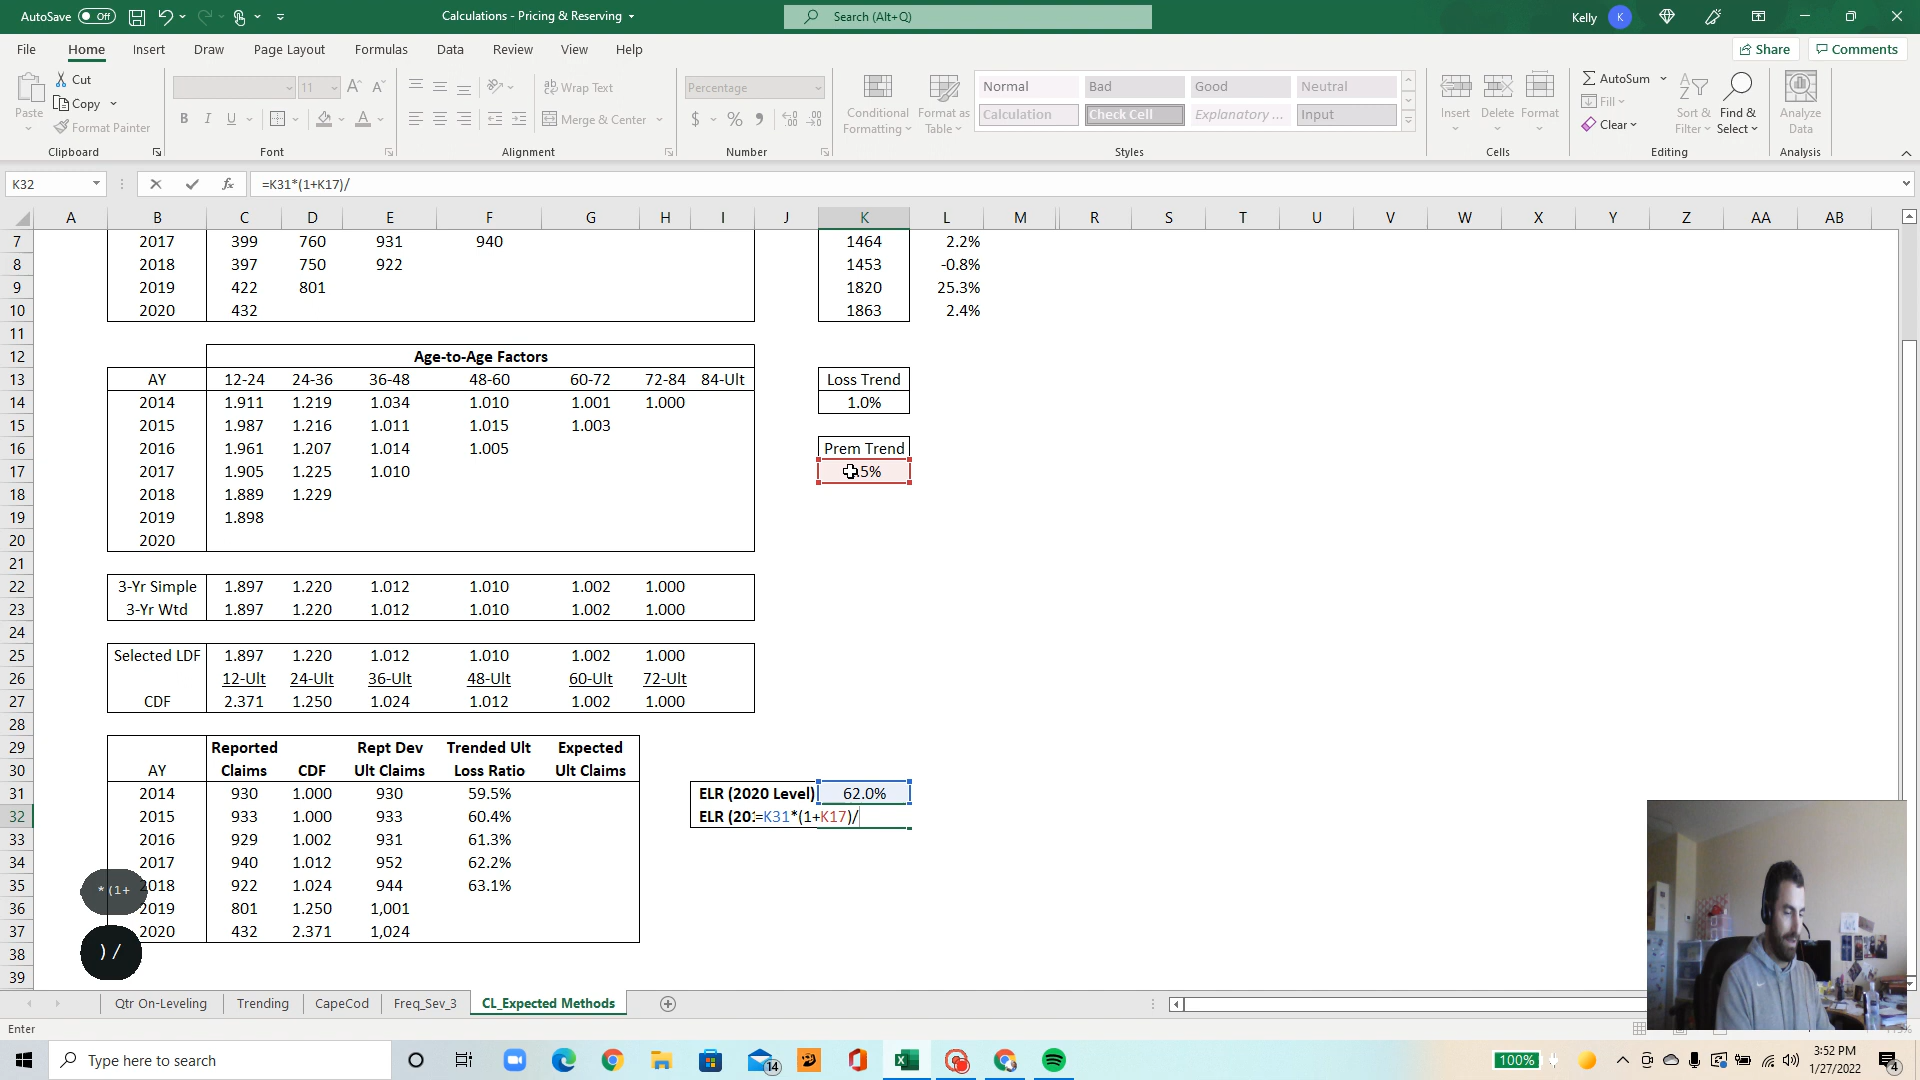 AutoSave Off Calculations - Pricing & Reserving Search (Alt+Q) Kelly K
File Home Insert Draw Page Layout Formulas Data Review View Help Share Comments
Paste Cut Copy Format Painter Clipboard
11 B I U Font
Wrap Text Merge & Center Alignment
Percentage $ % Number
Conditional Formatting Format as Table Normal Bad Good Neutral Calculation Check Cell Explanatory ... Input Styles
Insert Delete Format Cells
AutoSum Fill Clear Sort & Filter Find & Select Editing
Analyze Data Analysis
K32 fx =K31*(1+K17)/
A B C D E F G H I J K L M R S T U V W X Y Z AA AB
7 2017 399 760 931 940 1464 2.2%
8 2018 397 750 922 1453 -0.8%
9 2019 422 801 1820 25.3%
10 2020 432 1863 2.4%
11
12 Age-to-Age Factors
13 AY 12-24 24-36 36-48 48-60 60-72 72-84 84-Ult Loss Trend
14 2014 1.911 1.219 1.034 1.010 1.001 1.000 1.0%
15 2015 1.987 1.216 1.011 1.015 1.003
16 2016 1.961 1.207 1.014 1.005 Prem Trend
17 2017 1.905 1.225 1.010 .5%
18 2018 1.889 1.229
19 2019 1.898
20 2020
21
22 3-Yr Simple 1.897 1.220 1.012 1.010 1.002 1.000
23 3-Yr Wtd 1.897 1.220 1.012 1.010 1.002 1.000
24
25 Selected LDF 1.897 1.220 1.012 1.010 1.002 1.000
26 12-Ult 24-Ult 36-Ult 48-Ult 60-Ult 72-Ult
27 CDF 2.371 1.250 1.024 1.012 1.002 1.000
28
29 Reported Rept Dev Trended Ult Expected
30 AY Claims CDF Ult Claims Loss Ratio Ult Claims
31 2014 930 1.000 930 59.5% ELR (2020 Level) 62.0%
32 2015 933 1.000 933 60.4% ELR (20 =K31*(1+K17)/
33 2016 929 1.002 931 61.3%
34 2017 940 1.012 952 62.2%
35 2018 922 1.024 944 63.1%
36 2019 801 1.250 1,001
37 2020 432 2.371 1,024
38
39
*(1+
)/
Qtr On-Leveling Trending CapeCod Freq_Sev_3 CL_Expected Methods
Enter
Type here to search 14 100% 3:52 PM
1/27/2022 4